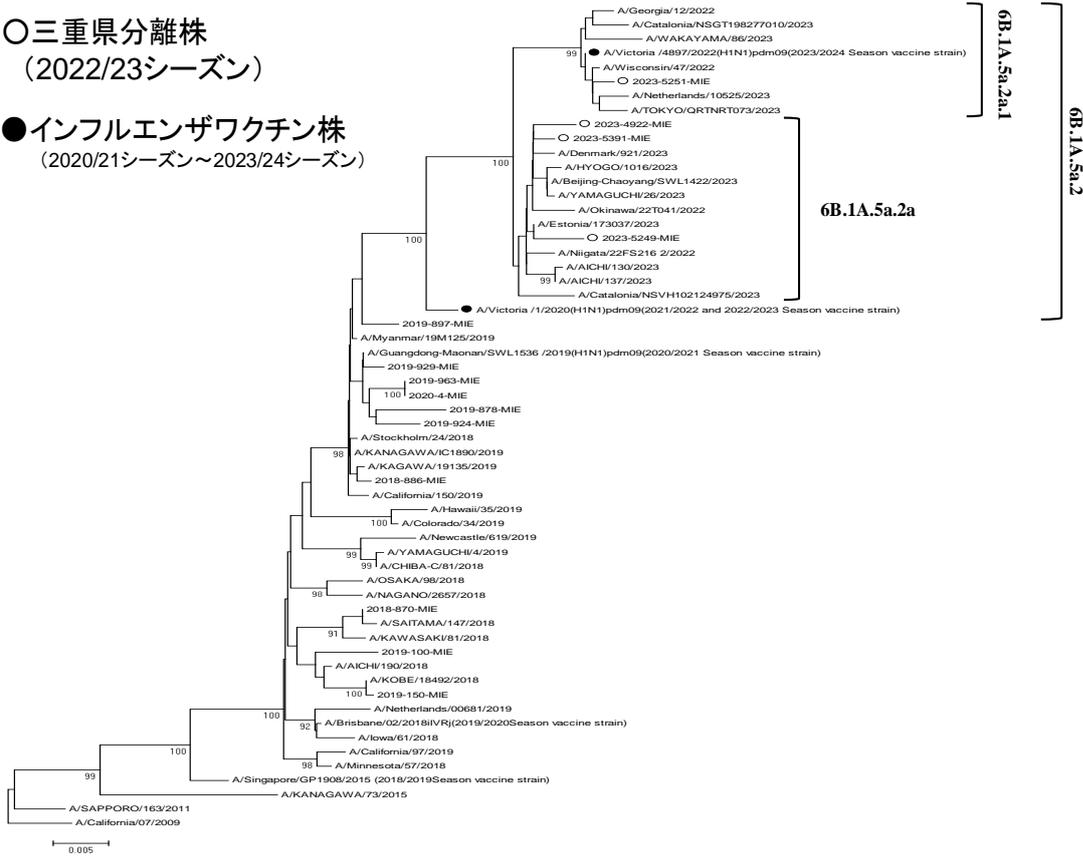 ○三重県分離株
（2022/23シーズン）
●インフルエンザワクチン株
（2020/21シーズン～2023/24シーズン）
A/Georgia/12/2022
A/Catalonia/NSGT198277010/2023
A/WAKAYAMA/86/2023
99
A/Victoria /4897/2022(H1N1)pdm09(2023/2024 Season vaccine strain)
A/Wisconsin/47/2022
2023-5251-MIE
A/Netherlands/10525/2023
A/TOKYO/QRTNRT073/2023
6B.1A.5a.2a.1
6B.1A.5a.2
2023-4922-MIE
2023-5391-MIE
A/Denmark/921/2023
100
A/HYOGO/1016/2023
A/Beijing-Chaoyang/SWL1422/2023
A/YAMAGUCHI/26/2023
A/Okinawa/22T041/2022
6B.1A.5a.2a
A/Estonia/173037/2023
2023-5249-MIE
100
A/Niigata/22FS216 2/2022
A/AICHI/130/2023
99
A/AICHI/137/2023
A/Catalonia/NSVH102124975/2023
A/Victoria /1/2020(H1N1)pdm09(2021/2022 and 2022/2023 Season vaccine strain)
2019-897-MIE
A/Myanmar/19M125/2019
A/Guangdong-Maonan/SWL1536 /2019(H1N1)pdm09(2020/2021 Season vaccine strain)
2019-929-MIE
2019-963-MIE
100
2020-4-MIE
2019-878-MIE
2019-924-MIE
A/Stockholm/24/2018
98
A/KANAGAWA/IC1890/2019
A/KAGAWA/19135/2019
2018-886-MIE
A/California/150/2019
A/Hawaii/35/2019
100
A/Colorado/34/2019
A/Newcastle/619/2019
99
A/YAMAGUCHI/4/2019
99
A/CHIBA-C/81/2018
A/OSAKA/98/2018
98
A/NAGANO/2657/2018
2018-870-MIE
A/SAITAMA/147/2018
91
A/KAWASAKI/81/2018
2019-100-MIE
A/AICHI/190/2018
A/KOBE/18492/2018
100
2019-150-MIE
A/Netherlands/00681/2019
100
92
A/Brisbane/02/2018iIVRj(2019/2020Season vaccine strain)
A/Iowa/61/2018
100
A/California/97/2019
98
A/Minnesota/57/2018
99
A/Singapore/GP1908/2015 (2018/2019Season vaccine strain)
A/KANAGAWA/73/2015
A/SAPPORO/163/2011
A/California/07/2009
0.005